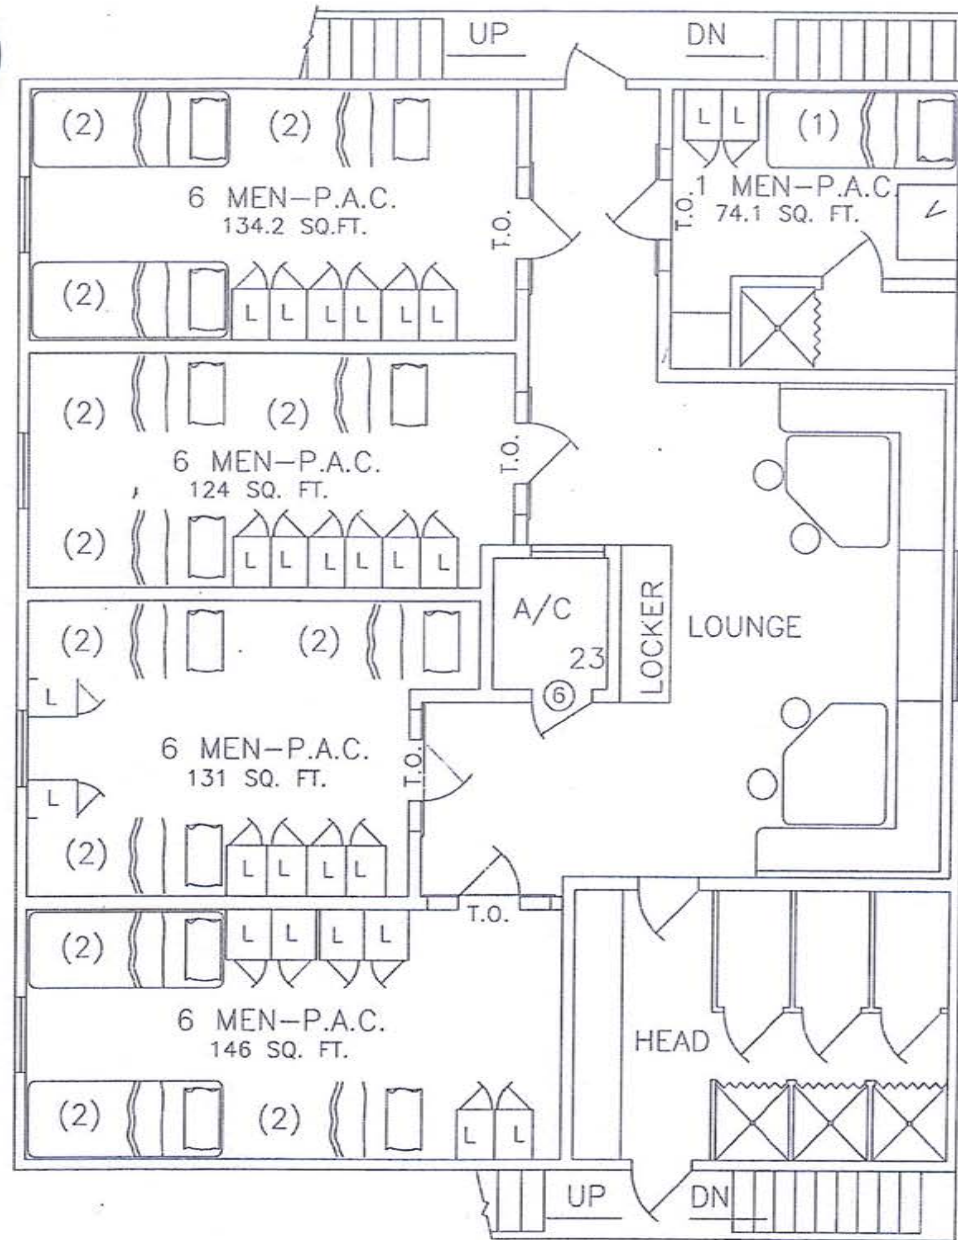 UP DN
(2) (2) L L (1)
6 MEN-P.A.C.
134.2 SQ.FT.
T.O.
T.O.
1 MEN-P.A.C.
74.1 SQ. FT.
(2) L L L L L L
(2) (2)
6 MEN-P.A.C.
124 SQ. FT.
T.O.
(2) L L L L L L
A/C
23
6
LOCKER
LOUNGE
(2) (2)
L
6 MEN-P.A.C.
131 SQ. FT.
T.O.
L
(2) L L L L
T.O.
(2) L L L L
6 MEN-P.A.C.
146 SQ. FT.
HEAD
(2) (2) L L
UP DN